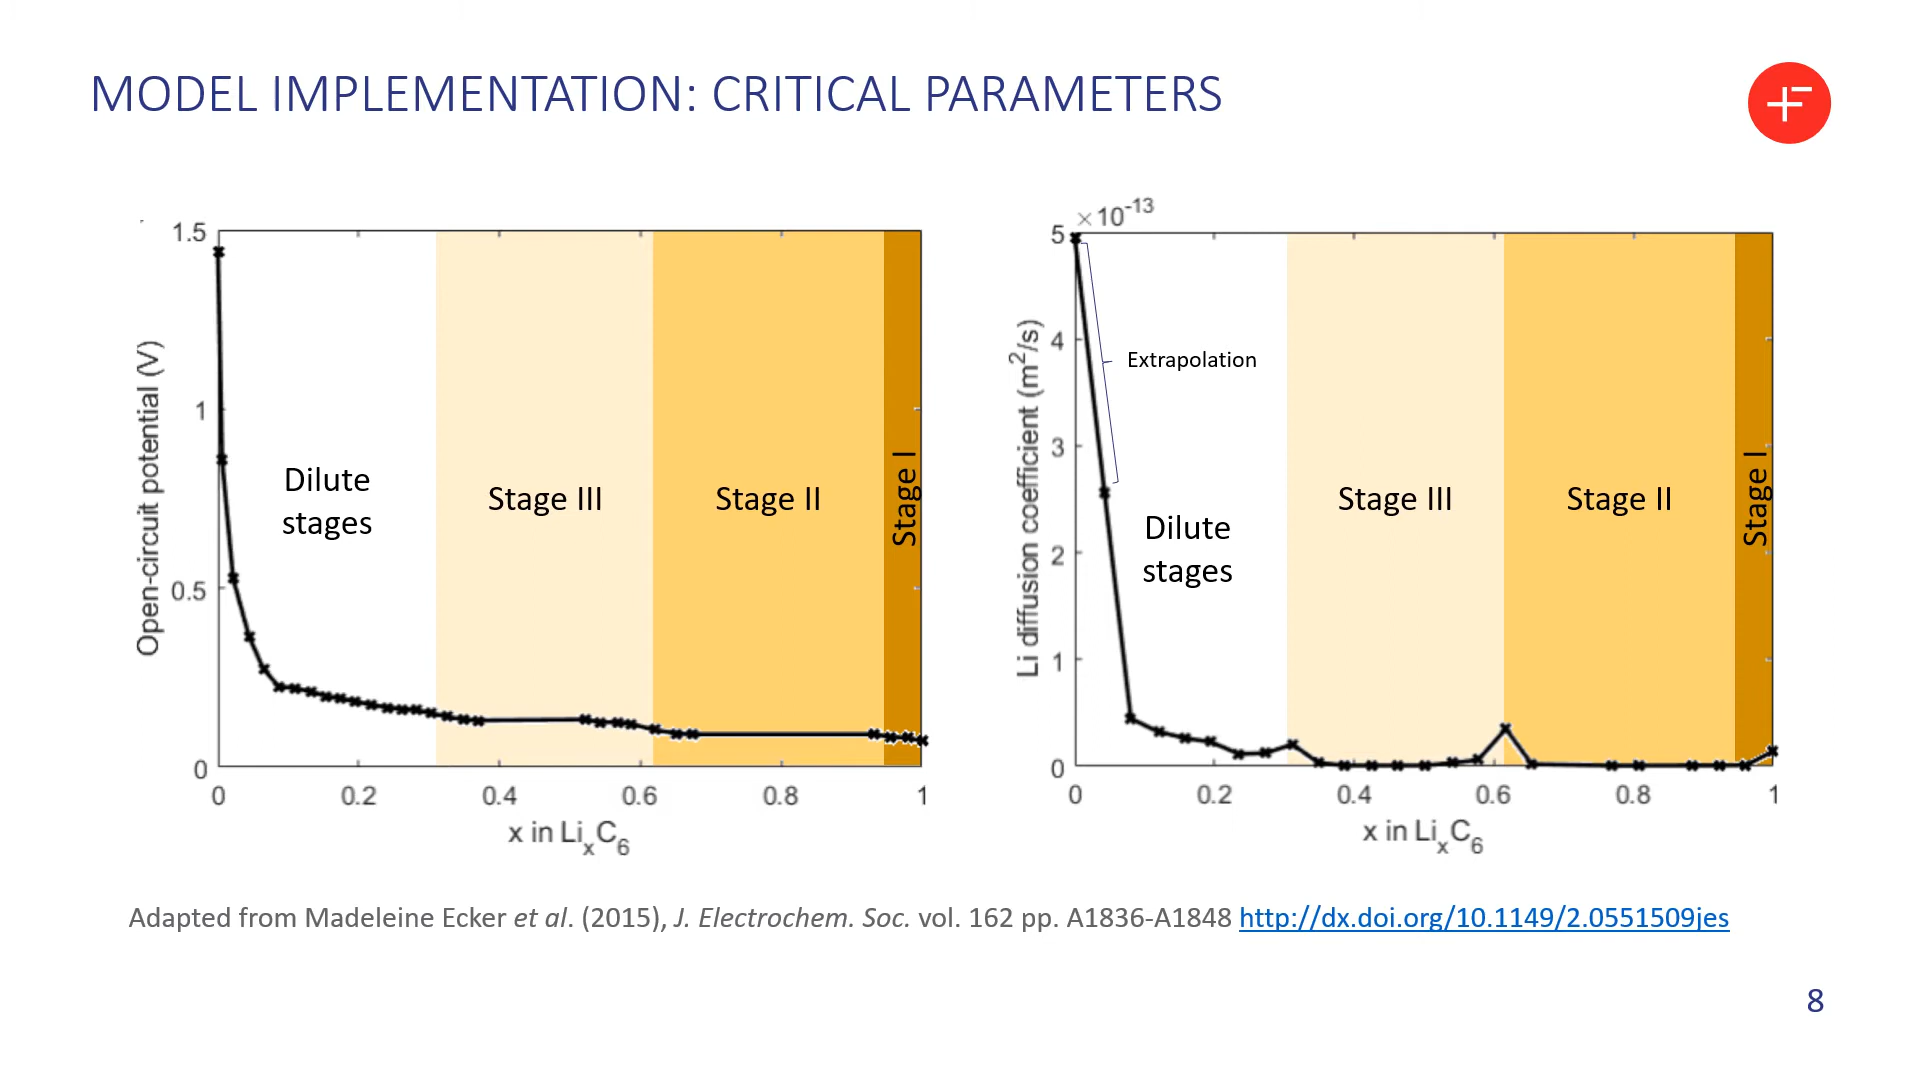 MODEL IMPLEMENTATION: CRITICAL PARAMETERS
1.5
1
0.5
0
Open-circuit potential (V)
Dilute
stages
Stage III
Stage II
Stage I
0 0.2 0.4 0.6 0.8 1
x in LiₓC₆
×10⁻¹³
5
4
3
2
1
0
Li diffusion coefficient (m²/s)
Extrapolation
Dilute
stages
Stage III
Stage II
Stage I
0 0.2 0.4 0.6 0.8 1
x in LiₓC₆
Adapted from Madeleine Ecker et al. (2015), J. Electrochem. Soc. vol. 162 pp. A1836-A1848 http://dx.doi.org/10.1149/2.0551509jes
8